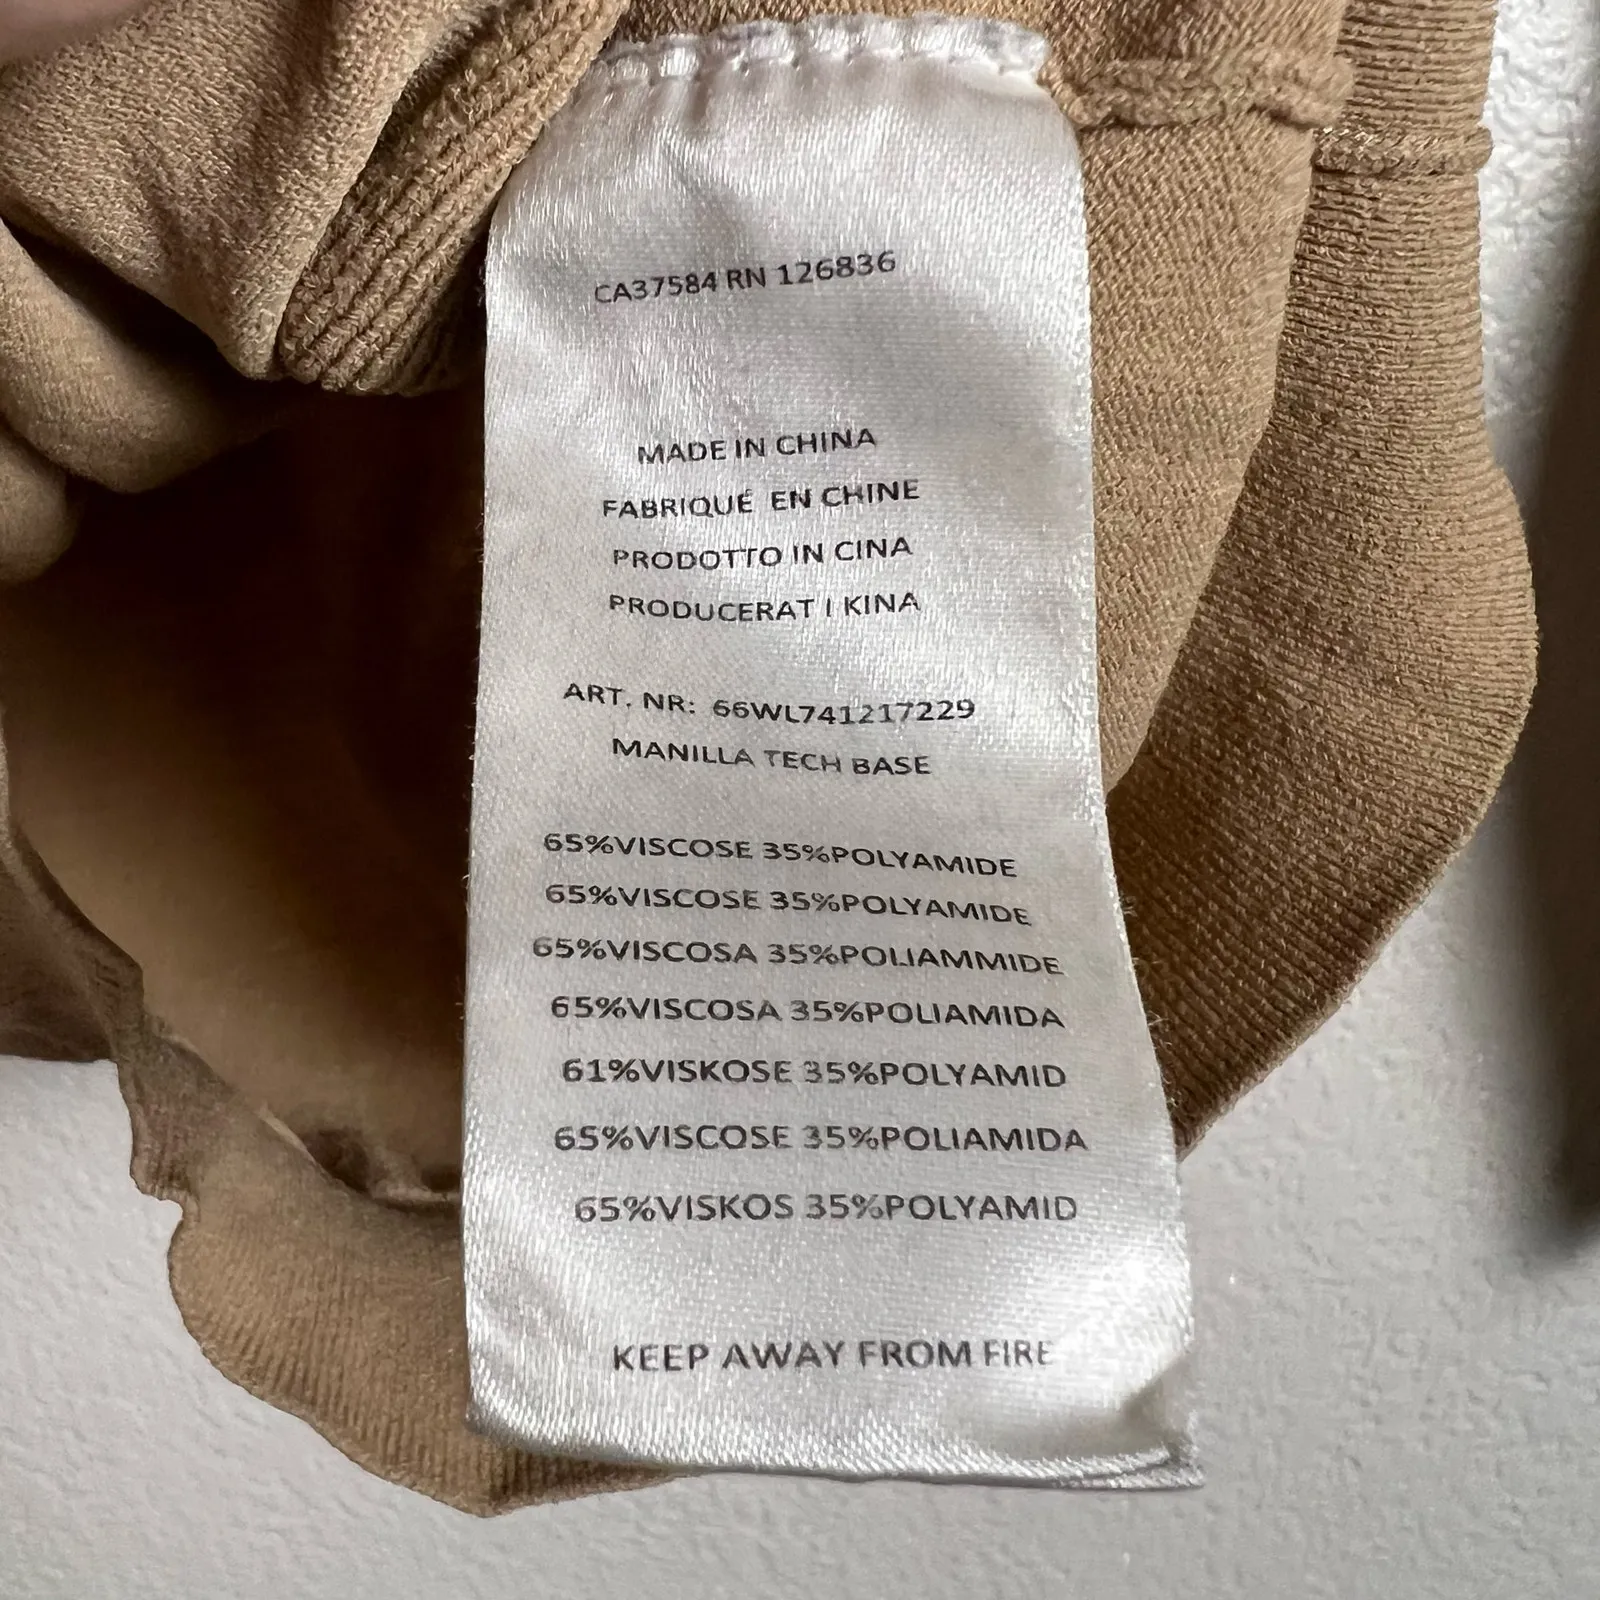 CA37584 RN 126836
MADE IN CHINA
FABRIQUÉ EN CHINE
PRODOTTO IN CINA
PRODUCERAT I KINA
ART. NR: 66WL741217229
MANILLA TECH BASE
65%VISCOSE 35%POLYAMIDE
65%VISCOSE 35%POLYAMIDE
65%VISCOSA 35%POLIAMMIDE
65%VISCOSA 35%POLIAMIDA
61%VISKOSE 35%POLYAMID
65%VISCOSE 35%POLIAMIDA
65%VISKOS 35%POLYAMID
KEEP AWAY FROM FIRE